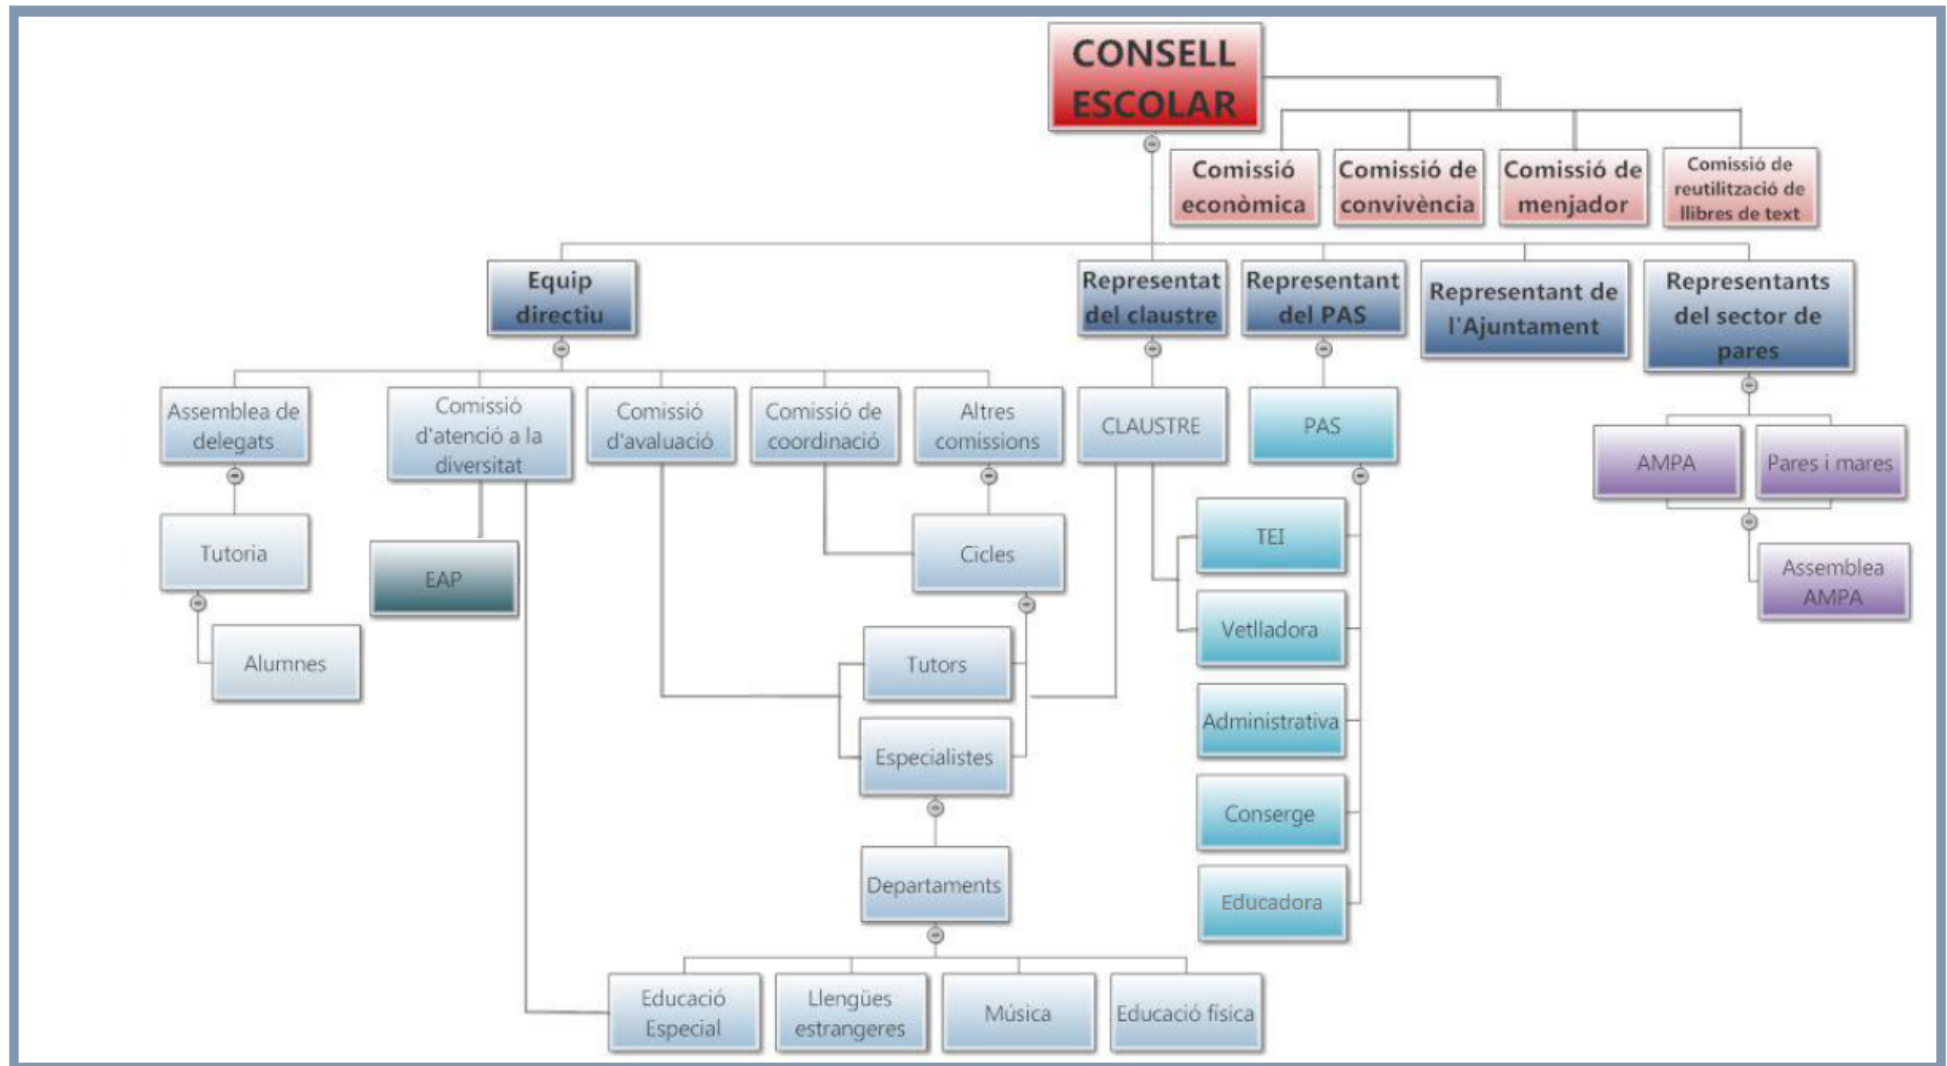 CONSELL
ESCOLAR
Comissió
econòmica
Comissió de
convivència
Comissió de
menjador
Comissió de
reutilització de
llibres de text
Equip
directiu
Representat
del claustre
Representant
del PAS
Representant de
l'Ajuntament
Representants
del sector de
pares
Assemblea de
delegats
Comissió
d'atenció a la
diversitat
Comissió
d'avaluació
Comissió de
coordinació
Altres
comissions
CLAUSTRE
PAS
AMPA
Pares i mares
Tutoria
EAP
Cicles
TEI
Assemblea
AMPA
Alumnes
Tutors
Vetlladora
Especialistes
Administrativa
Conserge
Departaments
Educadora
Educació
Especial
Llengües
estrangeres
Música
Educació física